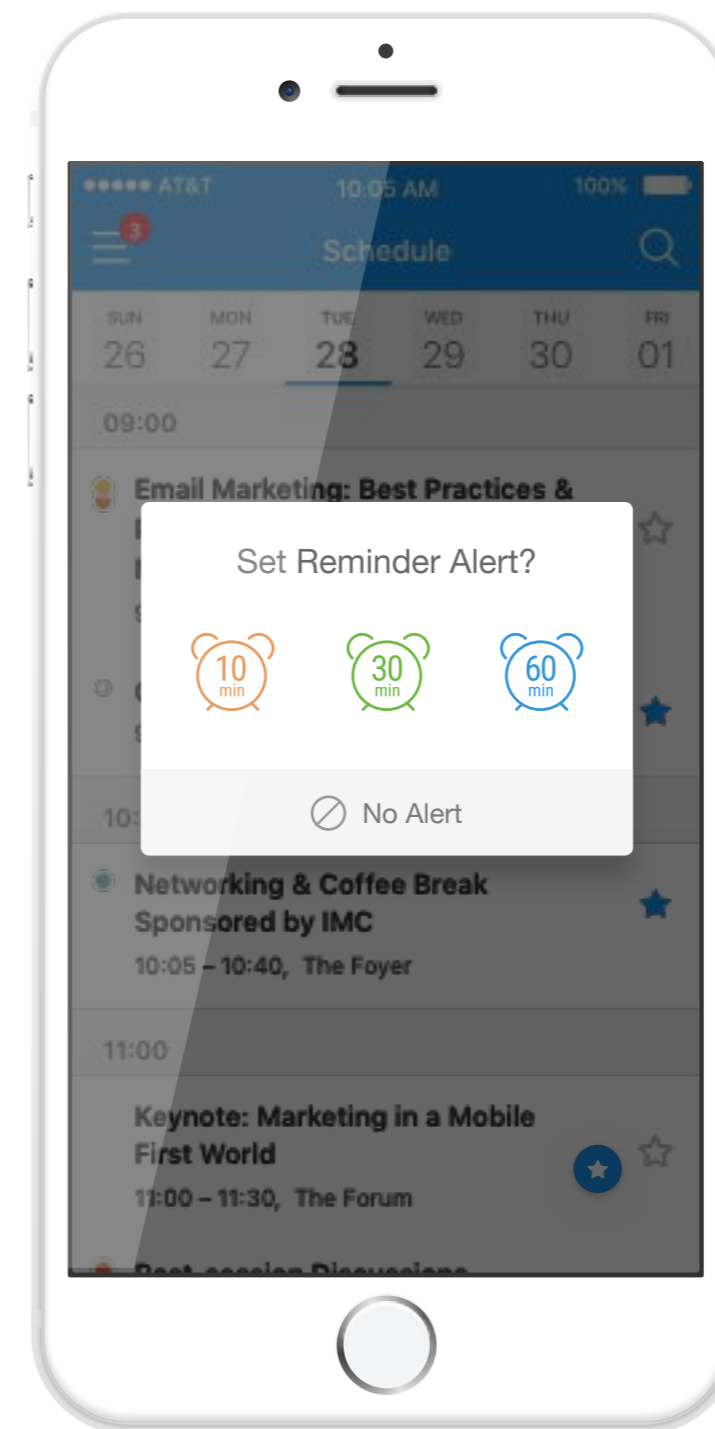 AT&T 10:05 AM 100%
3 Schedule
SUN MON TUE WED THU FRI
26 27 28 29 30 01
09:00
Email Marketing: Best Practices &
Set Reminder Alert?
10 30 60
min min min
10:
No Alert
Networking & Coffee Break
Sponsored by IMC
10:05 – 10:40, The Foyer
11:00
Keynote: Marketing in a Mobile
First World
11:00 – 11:30, The Forum